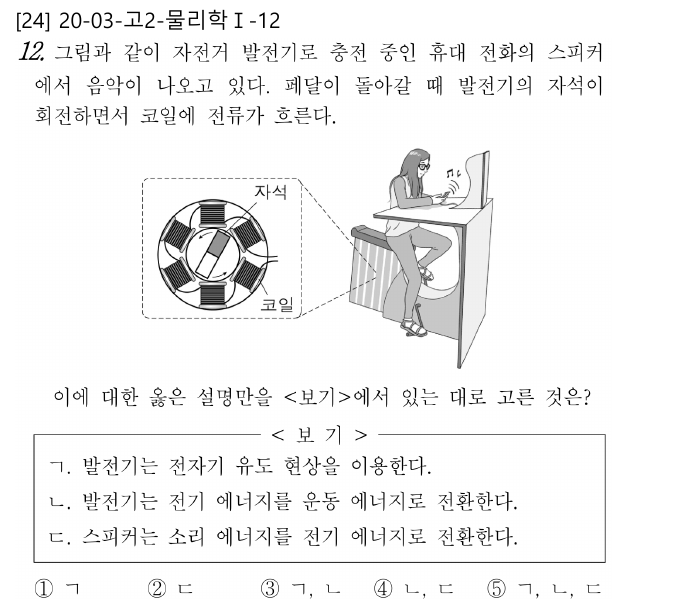 [24] 20-03-고2-물리학Ⅰ-12
12. 그림과 같이 자전거 발전기로 충전 중인 휴대 전화의 스피커
에서 음악이 나오고 있다. 페달이 돌아갈 때 발전기의 자석이
회전하면서 코일에 전류가 흐른다.
자석
코일
이에 대한 옳은 설명만을 <보기>에서 있는 대로 고른 것은?
< 보 기 >
ㄱ. 발전기는 전자기 유도 현상을 이용한다.
ㄴ. 발전기는 전기 에너지를 운동 에너지로 전환한다.
ㄷ. 스피커는 소리 에너지를 전기 에너지로 전환한다.
① ㄱ ② ㄷ ③ ㄱ, ㄴ ④ ㄴ, ㄷ ⑤ ㄱ, ㄴ, ㄷ